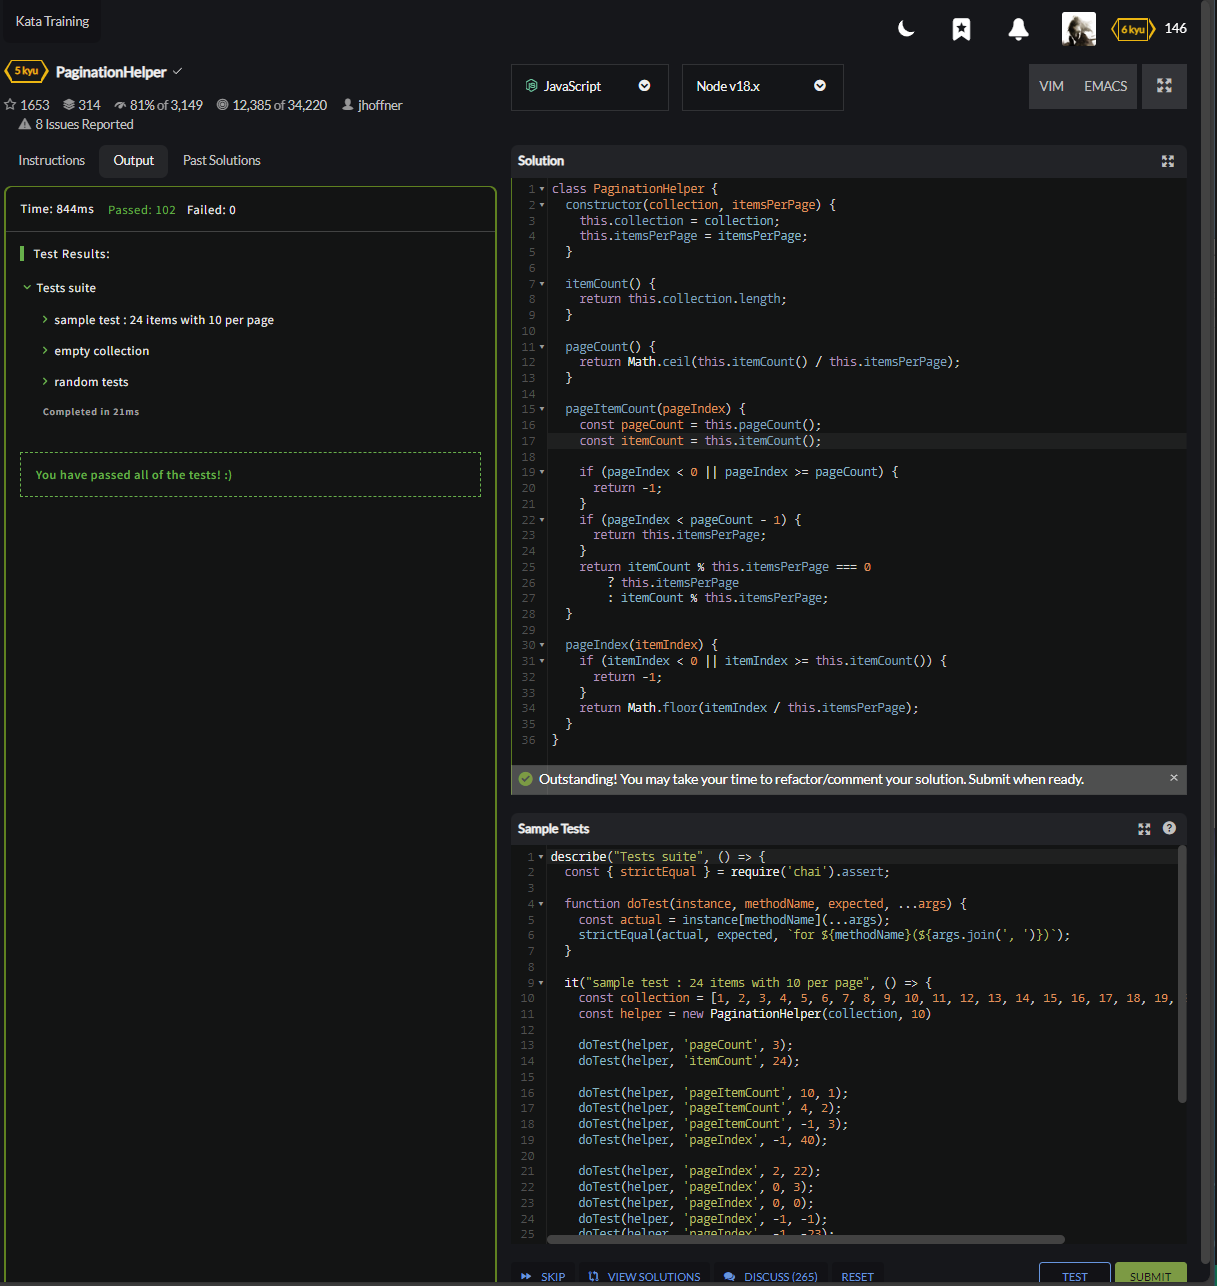 Kata Training
6 kyu 146
5 kyu PaginationHelper
1653 314 81% of 3,149 12,385 of 34,220 jhoffner
8 Issues Reported
JavaScript
Node v18.x
VIM EMACS
Instructions Output Past Solutions
Time: 844ms Passed: 102 Failed: 0
Test Results:
Tests suite
sample test : 24 items with 10 per page
empty collection
random tests
Completed in 21ms
You have passed all of the tests! :)
Solution
1 class PaginationHelper {
2   constructor(collection, itemsPerPage) {
3     this.collection = collection;
4     this.itemsPerPage = itemsPerPage;
5   }
6
7   itemCount() {
8     return this.collection.length;
9   }
10
11   pageCount() {
12     return Math.ceil(this.itemCount() / this.itemsPerPage);
13   }
14
15   pageItemCount(pageIndex) {
16     const pageCount = this.pageCount();
17     const itemCount = this.itemCount();
18
19     if (pageIndex < 0 || pageIndex >= pageCount) {
20       return -1;
21     }
22     if (pageIndex < pageCount - 1) {
23       return this.itemsPerPage;
24     }
25     return itemCount % this.itemsPerPage === 0
26         ? this.itemsPerPage
27         : itemCount % this.itemsPerPage;
28   }
29
30   pageIndex(itemIndex) {
31     if (itemIndex < 0 || itemIndex >= this.itemCount()) {
32       return -1;
33     }
34     return Math.floor(itemIndex / this.itemsPerPage);
35   }
36 }
Outstanding! You may take your time to refactor/comment your solution. Submit when ready. ×
Sample Tests
1 describe("Tests suite", () => {
2   const { strictEqual } = require('chai').assert;
3
4   function doTest(instance, methodName, expected, ...args) {
5     const actual = instance[methodName](...args);
6     strictEqual(actual, expected, `for ${methodName}(${args.join(', ')})`);
7   }
8
9   it("sample test : 24 items with 10 per page", () => {
10     const collection = [1, 2, 3, 4, 5, 6, 7, 8, 9, 10, 11, 12, 13, 14, 15, 16, 17, 18, 19,
11     const helper = new PaginationHelper(collection, 10)
12
13     doTest(helper, 'pageCount', 3);
14     doTest(helper, 'itemCount', 24);
15
16     doTest(helper, 'pageItemCount', 10, 1);
17     doTest(helper, 'pageItemCount', 4, 2);
18     doTest(helper, 'pageItemCount', -1, 3);
19     doTest(helper, 'pageIndex', -1, 40);
20
21     doTest(helper, 'pageIndex', 2, 22);
22     doTest(helper, 'pageIndex', 0, 3);
23     doTest(helper, 'pageIndex', 0, 0);
24     doTest(helper, 'pageIndex', -1, -1);
25     doTest(helper, 'pageIndex', -1, -23);
SKIP VIEW SOLUTIONS DISCUSS (265) RESET TEST SUBMIT